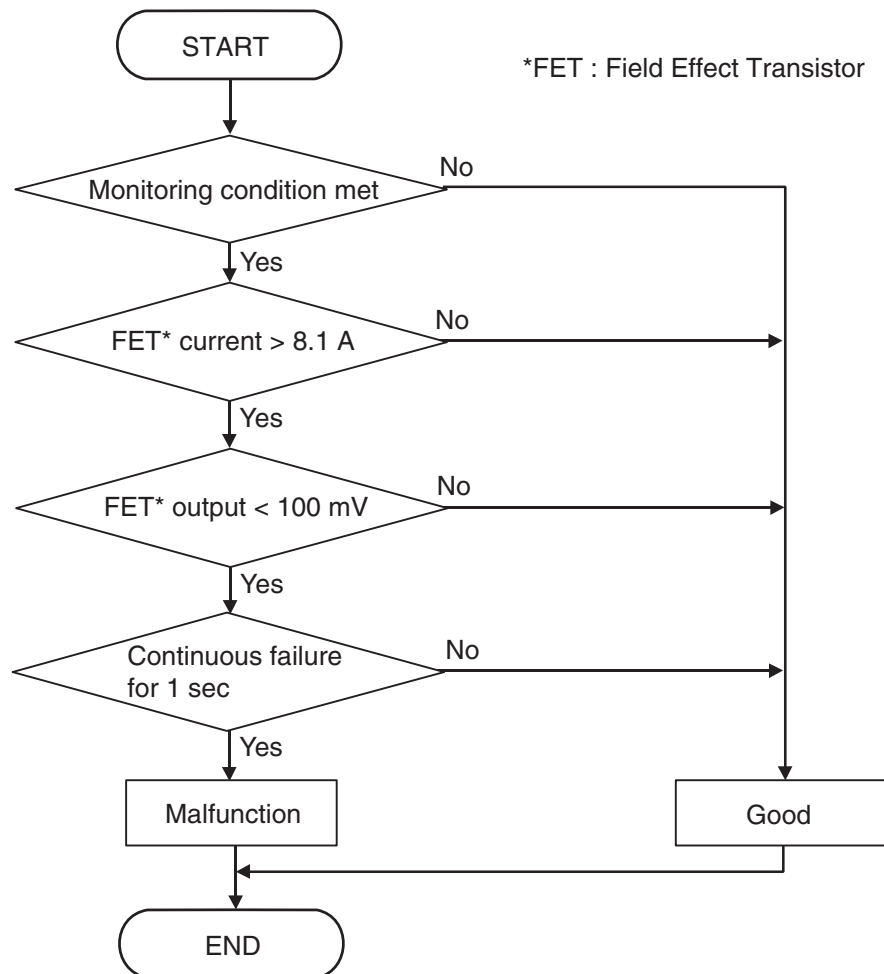 START
*FET : Field Effect Transistor
No
Monitoring condition met
Yes
No
FET* current > 8.1 A
Yes
No
FET* output < 100 mV
Yes
No
Continuous failure
for 1 sec
Yes
Malfunction
Good
END